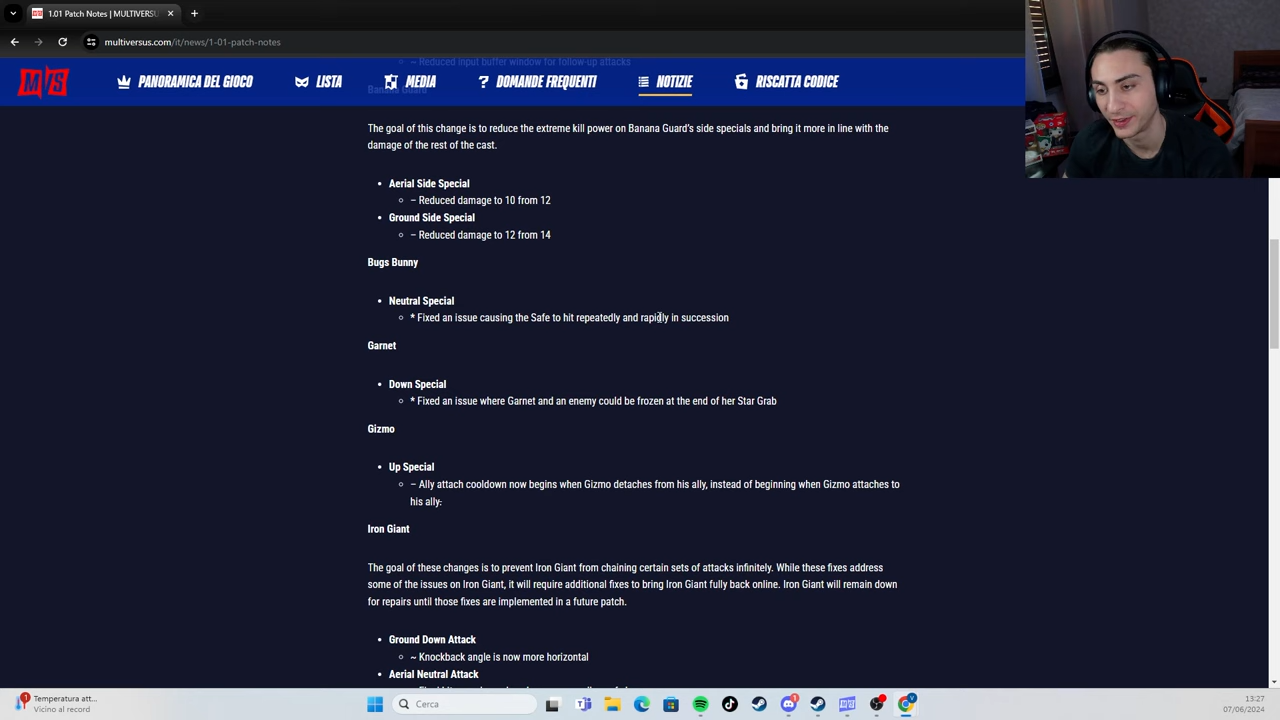 1.01 Patch Notes | MULTIVERSU
multiversus.com/it/news/1-01-patch-notes
~ Reduced input buffer window for follow-up attacks
MVS
PANORAMICA DEL GIOCO
LISTA
MEDIA
DOMANDE FREQUENTI
NOTIZIE
RISCATTA CODICE
Banana Guard
The goal of this change is to reduce the extreme kill power on Banana Guard's side specials and bring it more in line with the
damage of the rest of the cast.
Aerial Side Special
– Reduced damage to 10 from 12
Ground Side Special
– Reduced damage to 12 from 14
Bugs Bunny
Neutral Special
* Fixed an issue causing the Safe to hit repeatedly and rapidly in succession
Garnet
Down Special
* Fixed an issue where Garnet and an enemy could be frozen at the end of her Star Grab
Gizmo
Up Special
– Ally attach cooldown now begins when Gizmo detaches from his ally, instead of beginning when Gizmo attaches to
his ally:
Iron Giant
The goal of these changes is to prevent Iron Giant from chaining certain sets of attacks infinitely. While these fixes address
some of the issues on Iron Giant, it will require additional fixes to bring Iron Giant fully back online. Iron Giant will remain down
for repairs until those fixes are implemented in a future patch.
Ground Down Attack
~ Knockback angle is now more horizontal
Aerial Neutral Attack
1
Temperatura att...
Vicino al record
Cerca
1
13:27
07/06/2024